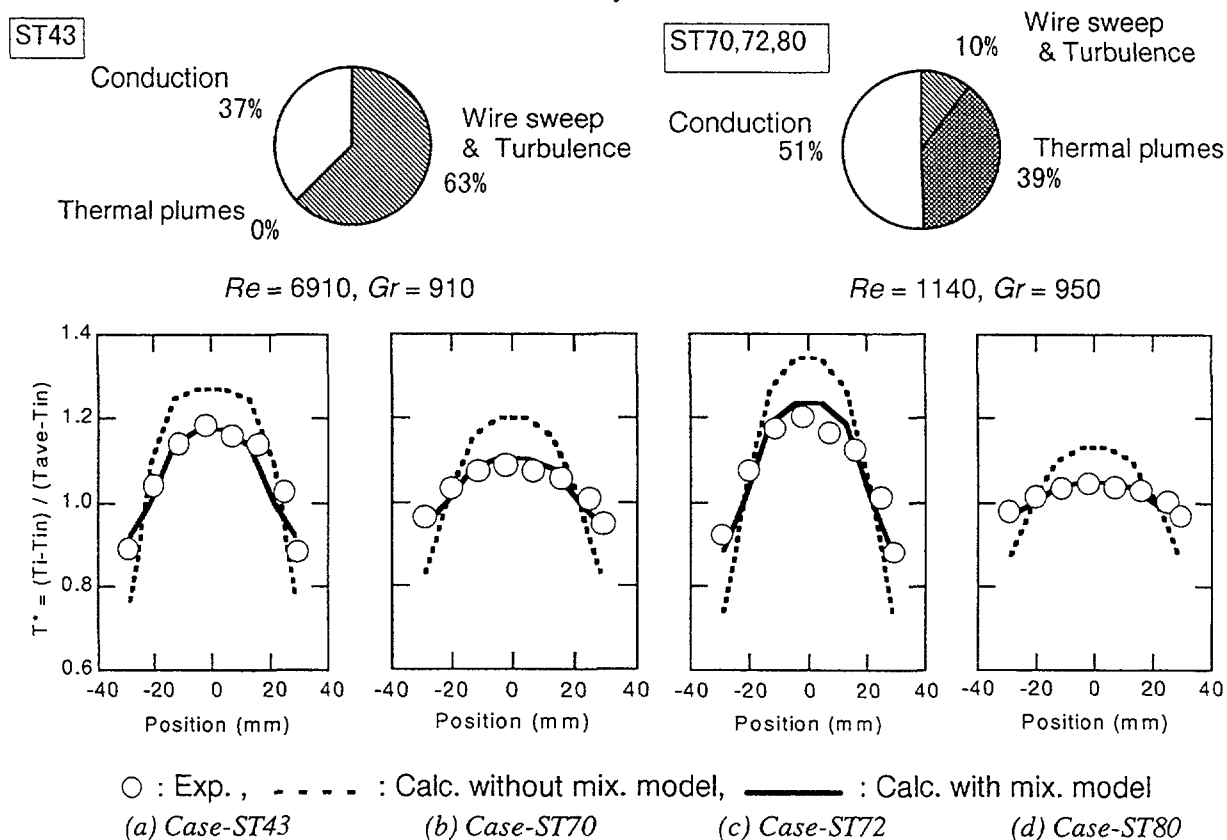 ST43
Conduction
37%
Wire sweep
& Turbulence
63%
Thermal plumes
0%
ST70,72,80
10%
Wire sweep
& Turbulence
Conduction
51%
Thermal plumes
39%
Re = 6910, Gr = 910
Re = 1140, Gr = 950
T* = (Ti-Tin) / (Tave-Tin)
1.4
1.2
1.0
0.8
0.6
-40 -20 0 20 40
-40 -20 0 20 40
-40 -20 0 20 40
-40 -20 0 20 40
Position (mm)
Position (mm)
Position (mm)
Position (mm)
: Exp. , : Calc. without mix. model, : Calc. with mix. model
(a) Case-ST43
(b) Case-ST70
(c) Case-ST72
(d) Case-ST80